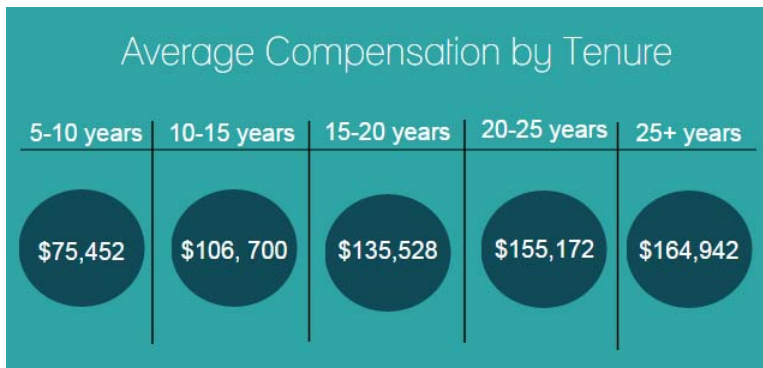 Average Compensation by Tenure
5-10 years 10-15 years 15-20 years 20-25 years 25+ years
$75,452 $106, 700 $135,528 $155,172 $164,942